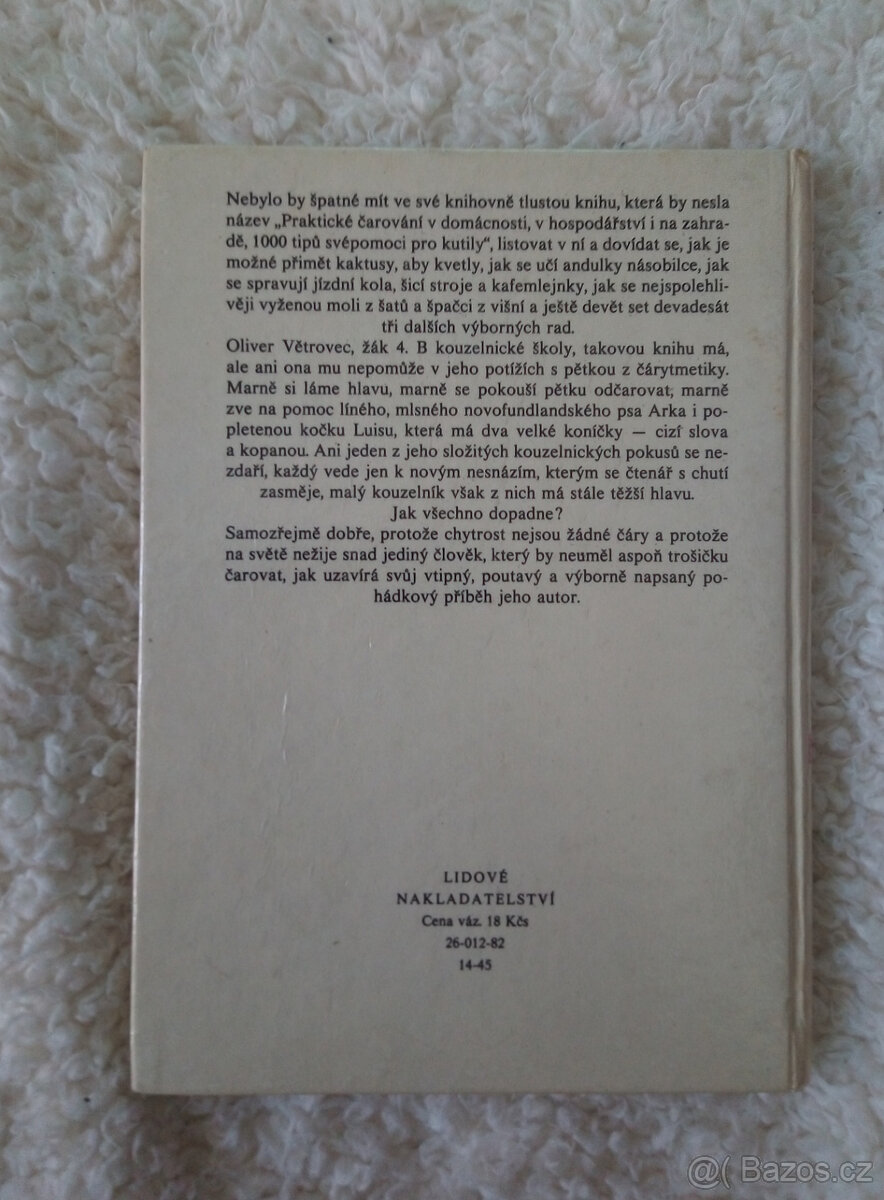 Nebylo by špatné mít ve své knihovně tlustou knihu, která by nesla
název „Praktické čarování v domácnosti, v hospodářství i na zahra-
dě, 1000 tipů svépomoci pro kutily“, listovat v ní a dovídat se, jak je
možné přimět kaktusy, aby kvetly, jak se učí andulky násobilce, jak
se spravují jízdní kola, šicí stroje a kafemlejnky, jak se nejspolehli-
věji vyženou moli z šatů a špačci z višní a ještě devět set devadesát
tři dalších výborných rad.
Oliver Větrovec, žák 4. B kouzelnické školy, takovou knihu má,
ale ani ona mu nepomůže v jeho potížích s pětkou z čárytmetiky.
Marně si láme hlavu, marně se pokouší pětku odčarovat, marně
zve na pomoc líného, mlsného novofundlandského psa Arka i po-
pletenou kočku Luisu, která má dva velké koníčky — cizí slova
a kopanou. Ani jeden z jeho složitých kouzelnických pokusů se ne-
zdaří, každý vede jen k novým nesnázím, kterým se čtenář s chutí
zasměje, malý kouzelník však z nich má stále těžší hlavu.
Jak všechno dopadne?
Samozřejmě dobře, protože chytrost nejsou žádné čáry a protože
na světě nežije snad jediný člověk, který by neuměl aspoň trošičku
čarovat, jak uzavírá svůj vtipný, poutavý a výborně napsaný po-
hádkový příběh jeho autor.
LIDOVÉ
NAKLADATELSTVÍ
Cena váz. 18 Kčs
26-012-82
14-45
@( Bazos.cz